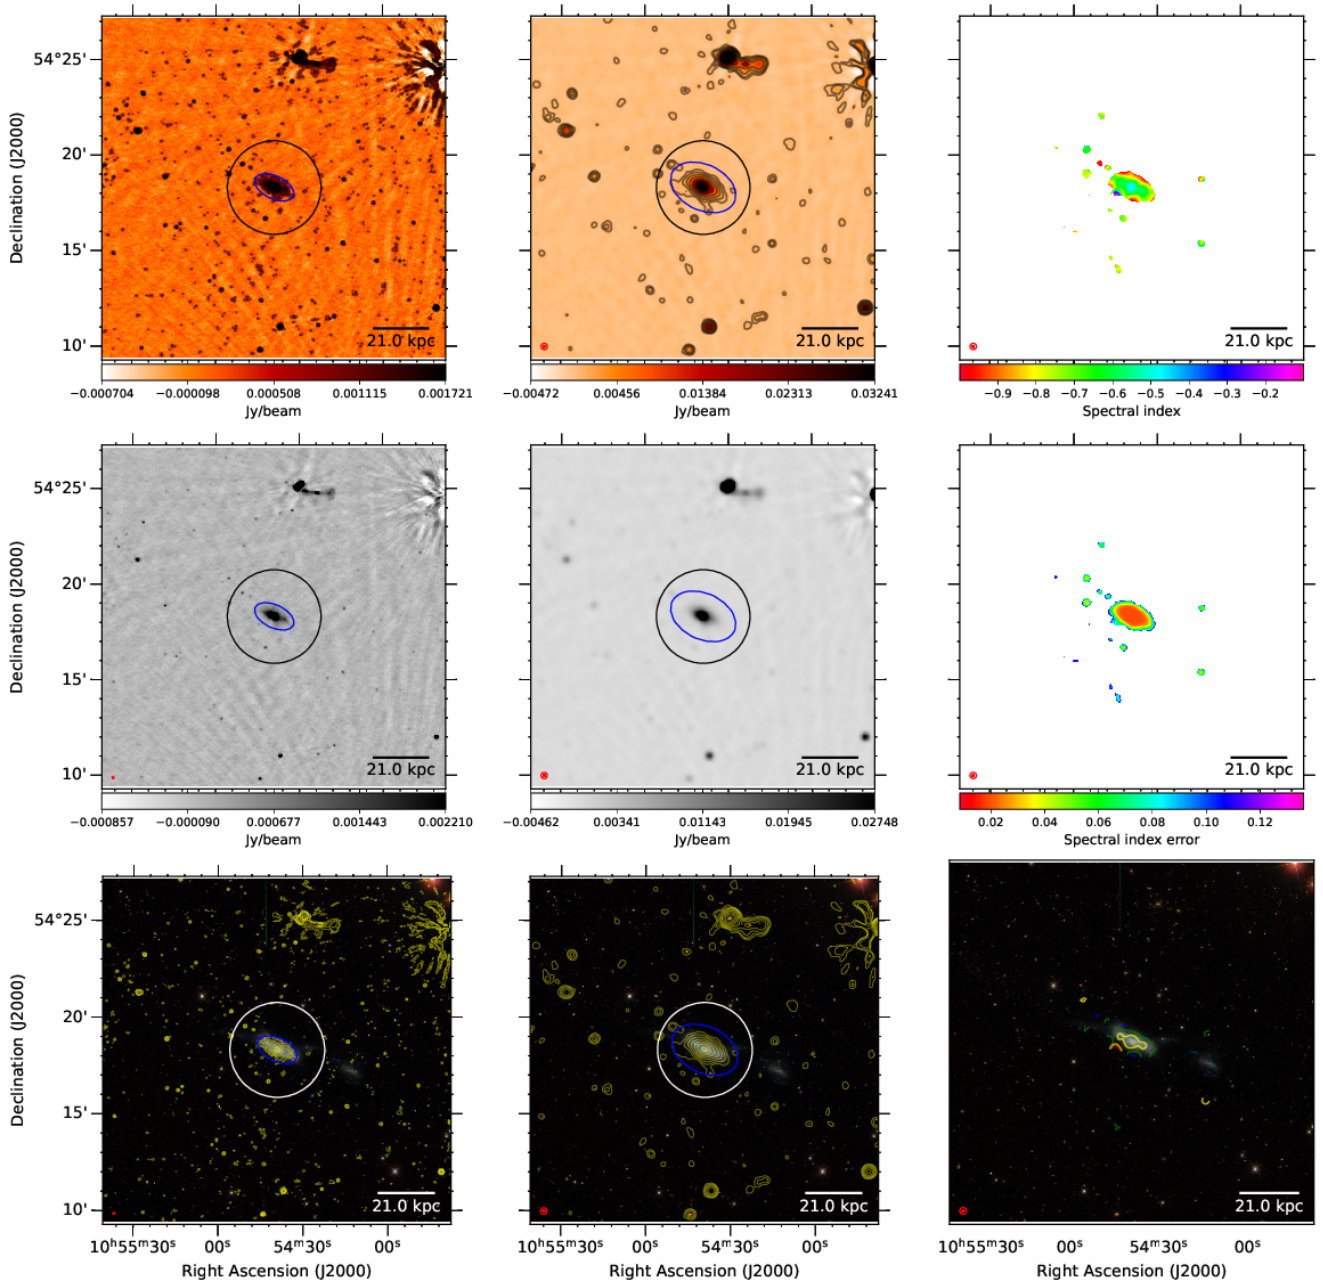 54°25'
20'
15'
10'
Declination (J2000)
21.0 kpc
−0.000704 −0.000098 0.000508 0.001115 0.001721
Jy/beam
21.0 kpc
−0.00472 0.00456 0.01384 0.02313 0.03241
Jy/beam
21.0 kpc
−0.9 −0.8 −0.7 −0.6 −0.5 −0.4 −0.3 −0.2
Spectral index
54°25'
20'
15'
10'
Declination (J2000)
21.0 kpc
−0.000857 −0.000090 0.000677 0.001443 0.002210
Jy/beam
21.0 kpc
−0.00462 0.00341 0.01143 0.01945 0.02748
Jy/beam
21.0 kpc
0.02 0.04 0.06 0.08 0.10 0.12
Spectral index error
54°25'
20'
15'
10'
Declination (J2000)
21.0 kpc
10ʰ55ᵐ30ˢ 00ˢ 54ᵐ30ˢ 00ˢ
Right Ascension (J2000)
21.0 kpc
10ʰ55ᵐ30ˢ 00ˢ 54ᵐ30ˢ 00ˢ
Right Ascension (J2000)
21.0 kpc
10ʰ55ᵐ30ˢ 00ˢ 54ᵐ30ˢ 00ˢ
Right Ascension (J2000)